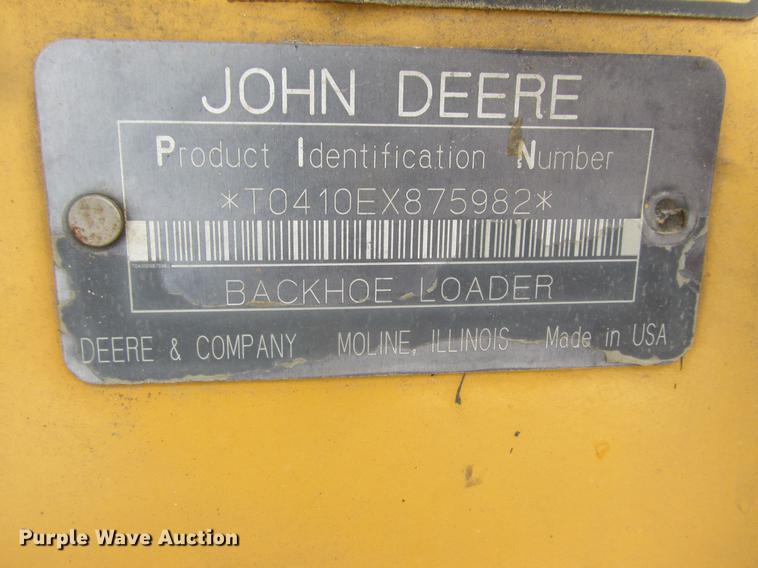 JOHN DEERE
Product Identification Number
*T0410EX875982*
BACKHOE LOADER
DEERE & COMPANY MOLINE, ILLINOIS Made in USA
Purple Wave Auction